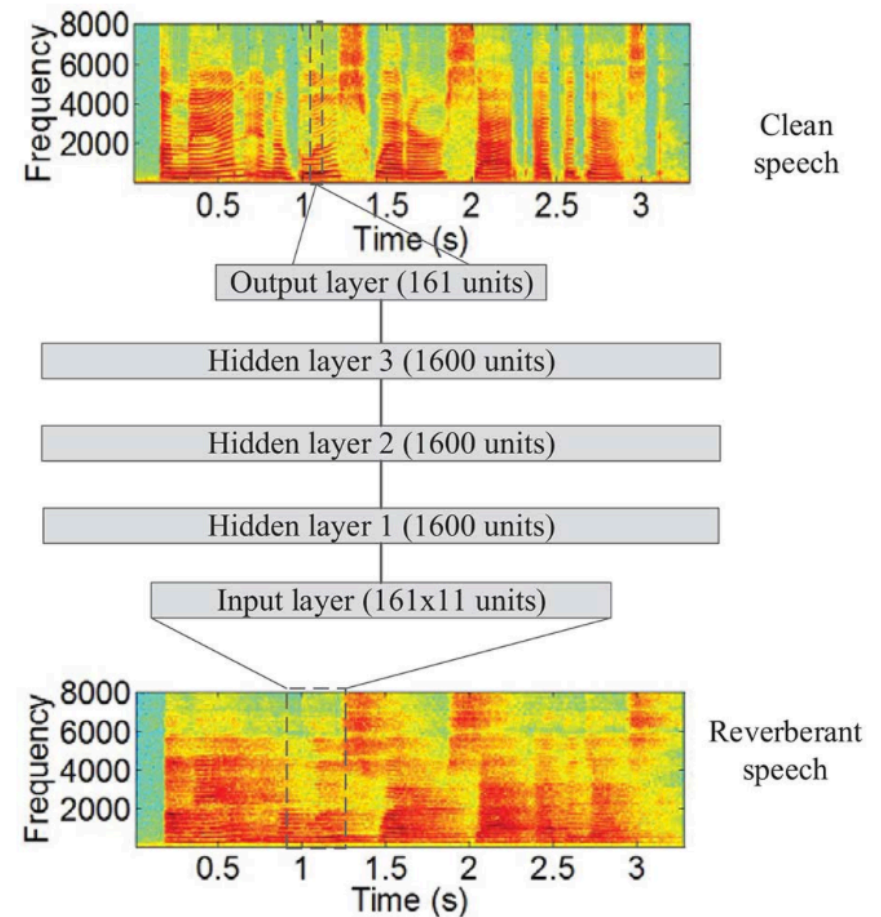 Frequency
8000
6000
4000
2000
0.5 1 1.5 2 2.5 3
Time (s)
Clean
speech
Output layer (161 units)
Hidden layer 3 (1600 units)
Hidden layer 2 (1600 units)
Hidden layer 1 (1600 units)
Input layer (161x11 units)
Frequency
8000
6000
4000
2000
0.5 1 1.5 2 2.5 3
Time (s)
Reverberant
speech